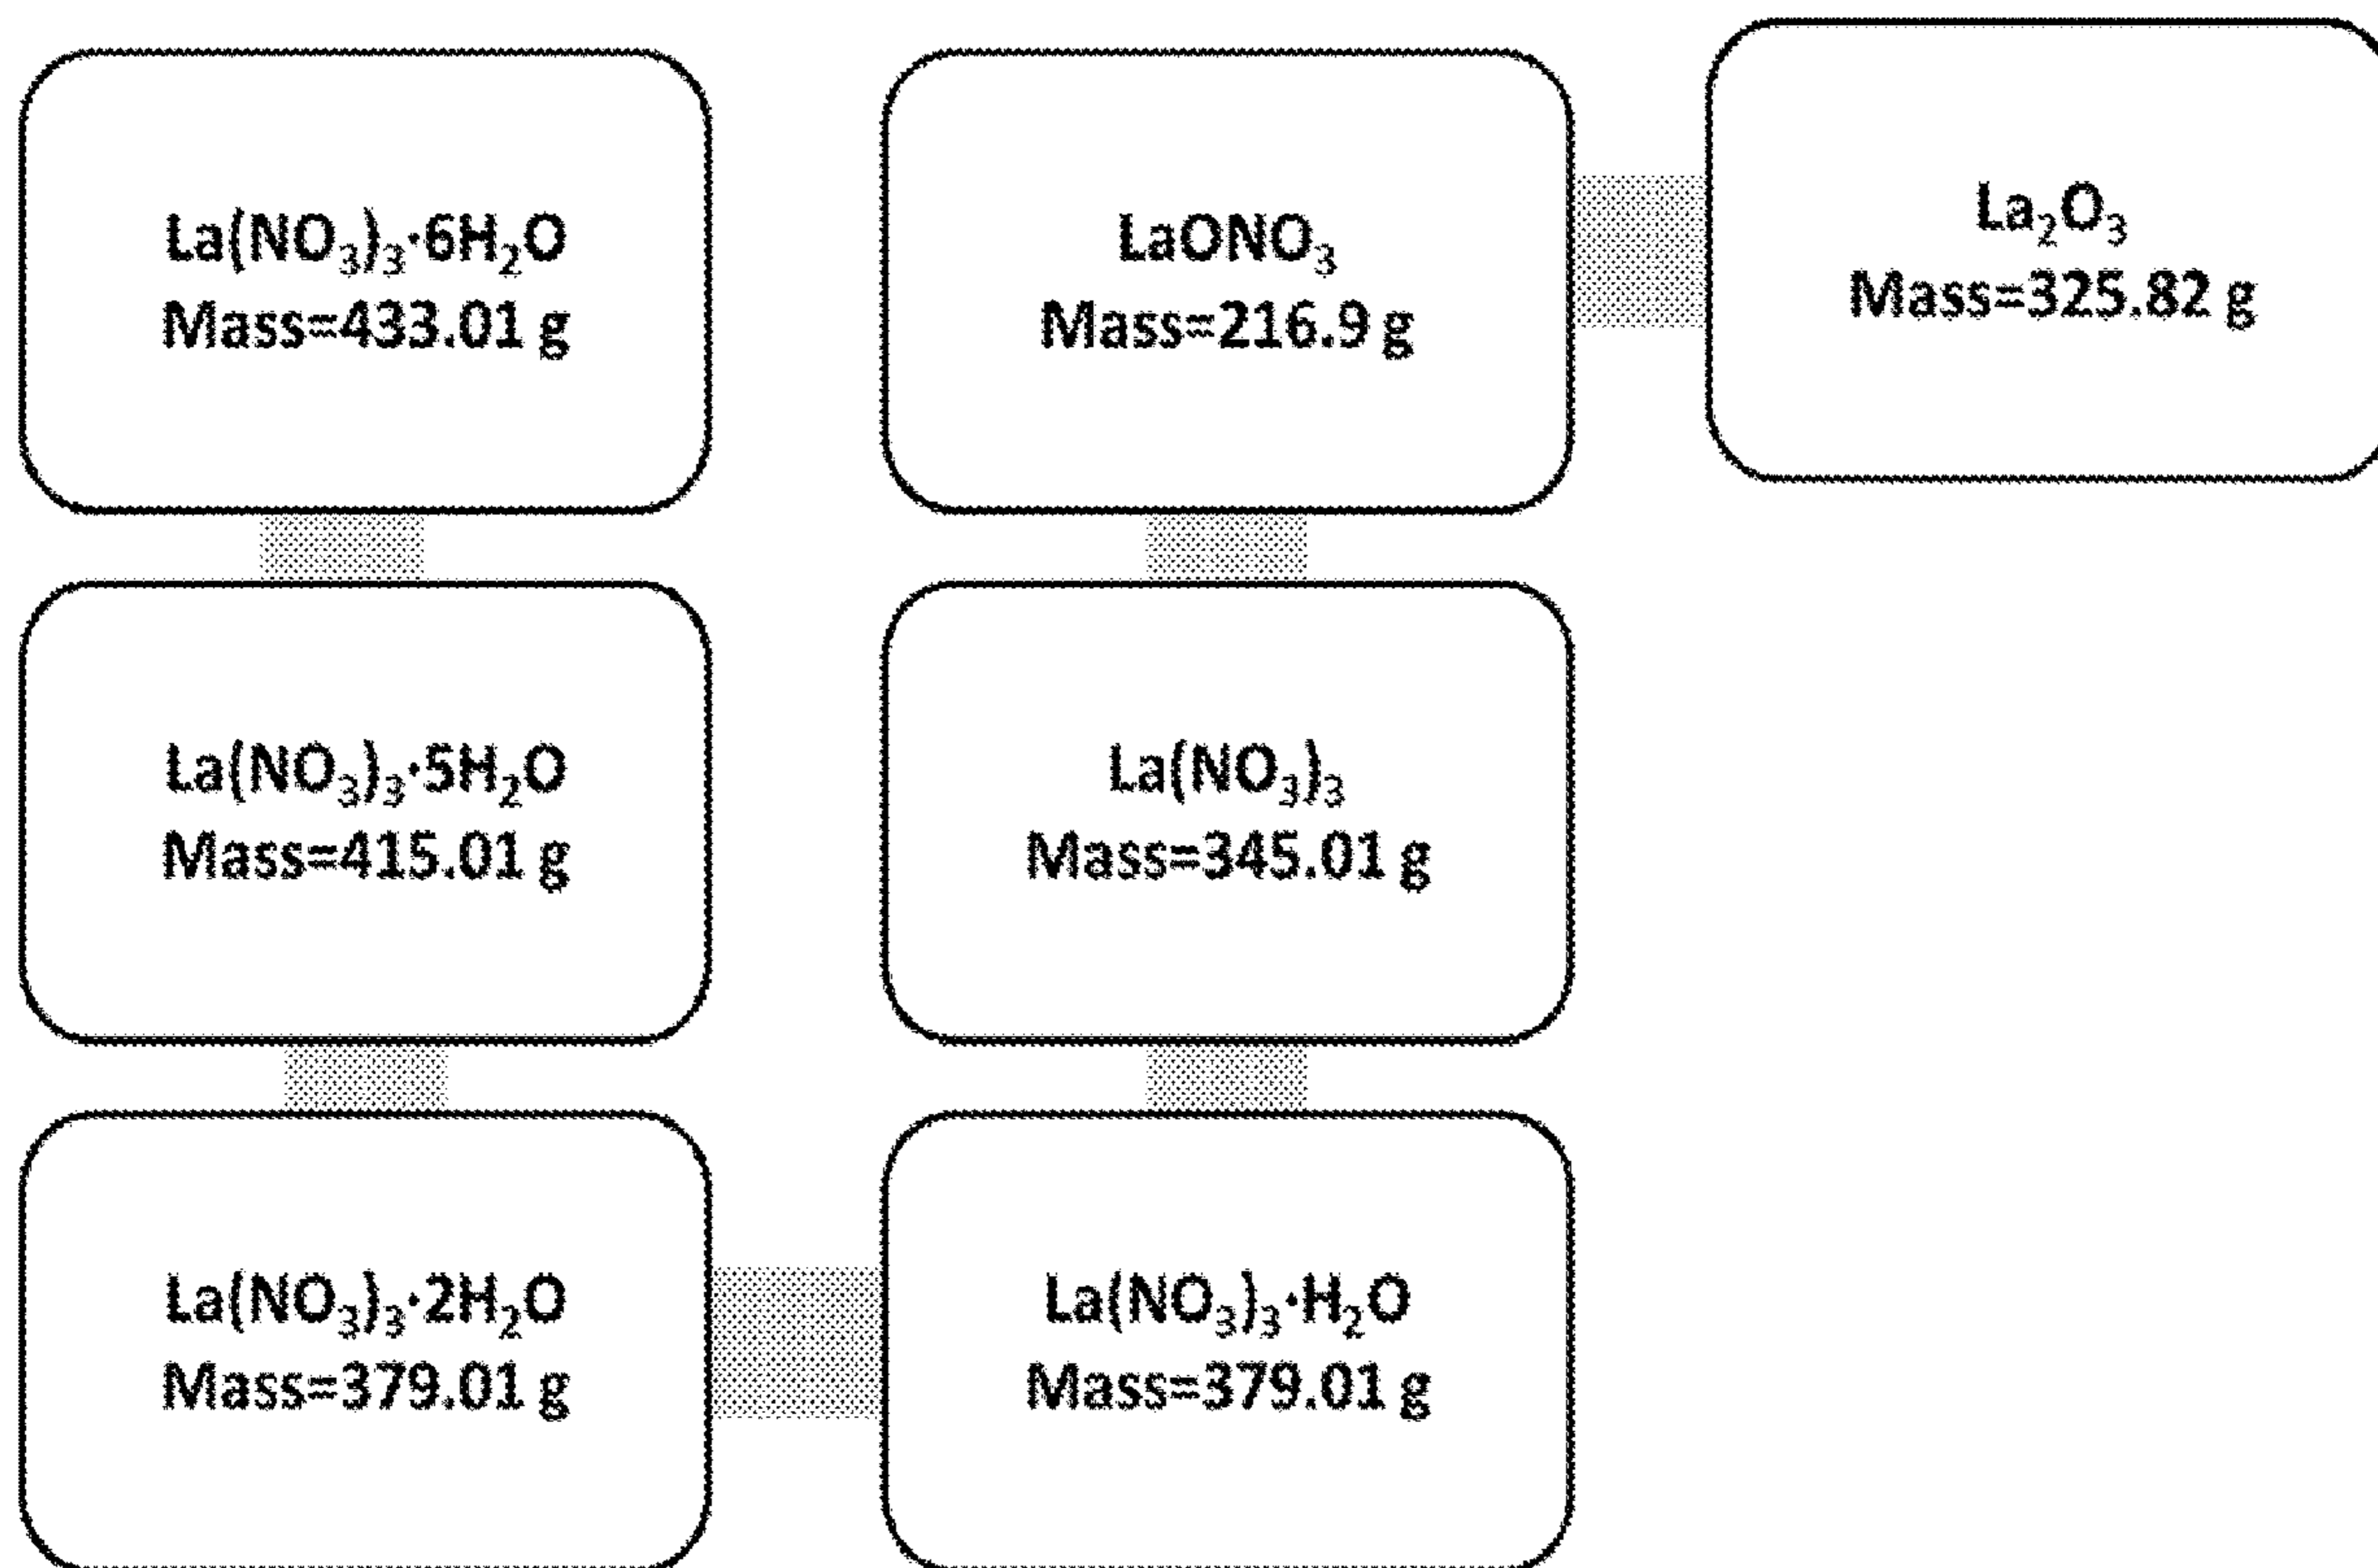 La(NO₃)₃·6H₂O
Mass=433.01 g
La(NO₃)₃·5H₂O
Mass=415.01 g
La(NO₃)₃·2H₂O
Mass=379.01 g
La(NO₃)₃·H₂O
Mass=379.01 g
La(NO₃)₃
Mass=345.01 g
LaONO₃
Mass=216.9 g
La₂O₃
Mass=325.82 g